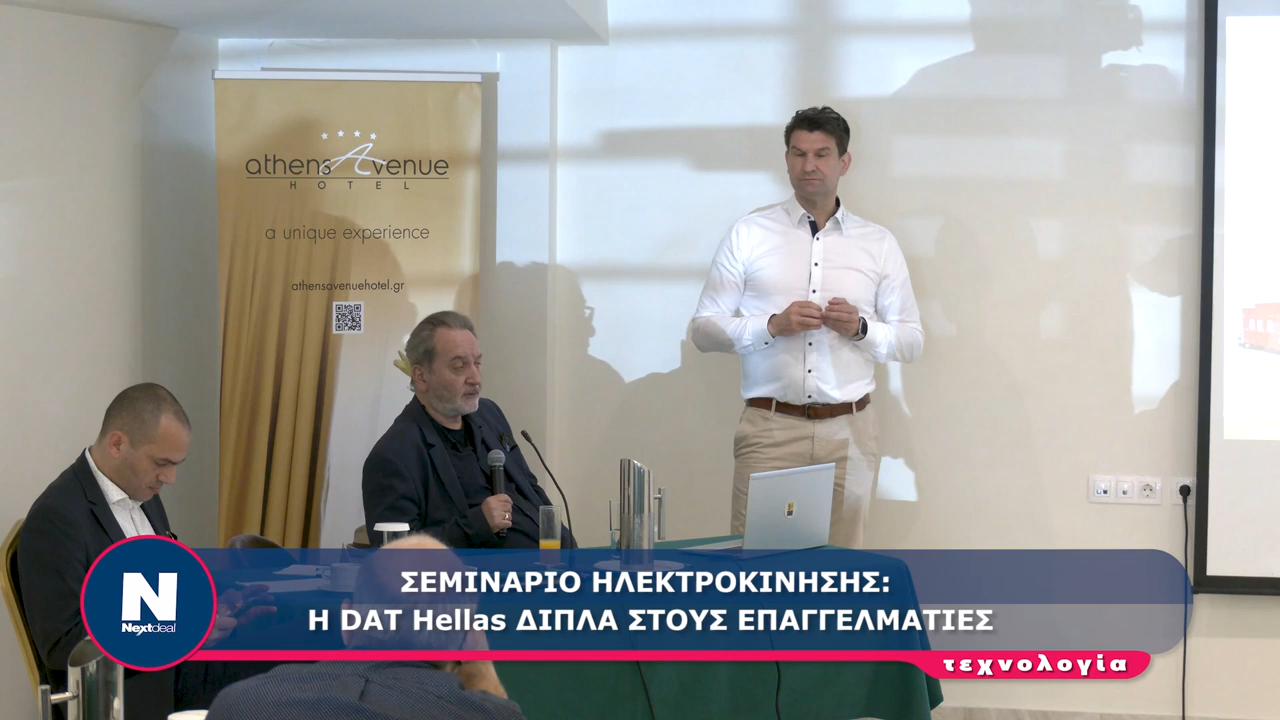 athensAvenue
HOTEL
a unique experience
athensavenuehotel.gr
ΣΕΜΙΝΑΡΙΟ ΗΛΕΚΤΡΟΚΙΝΗΣΗΣ:
Η DAT Hellas ΔΙΠΛΑ ΣΤΟΥΣ ΕΠΑΓΓΕΛΜΑΤΙΕΣ
N
Nextdeal
τεχνολογία